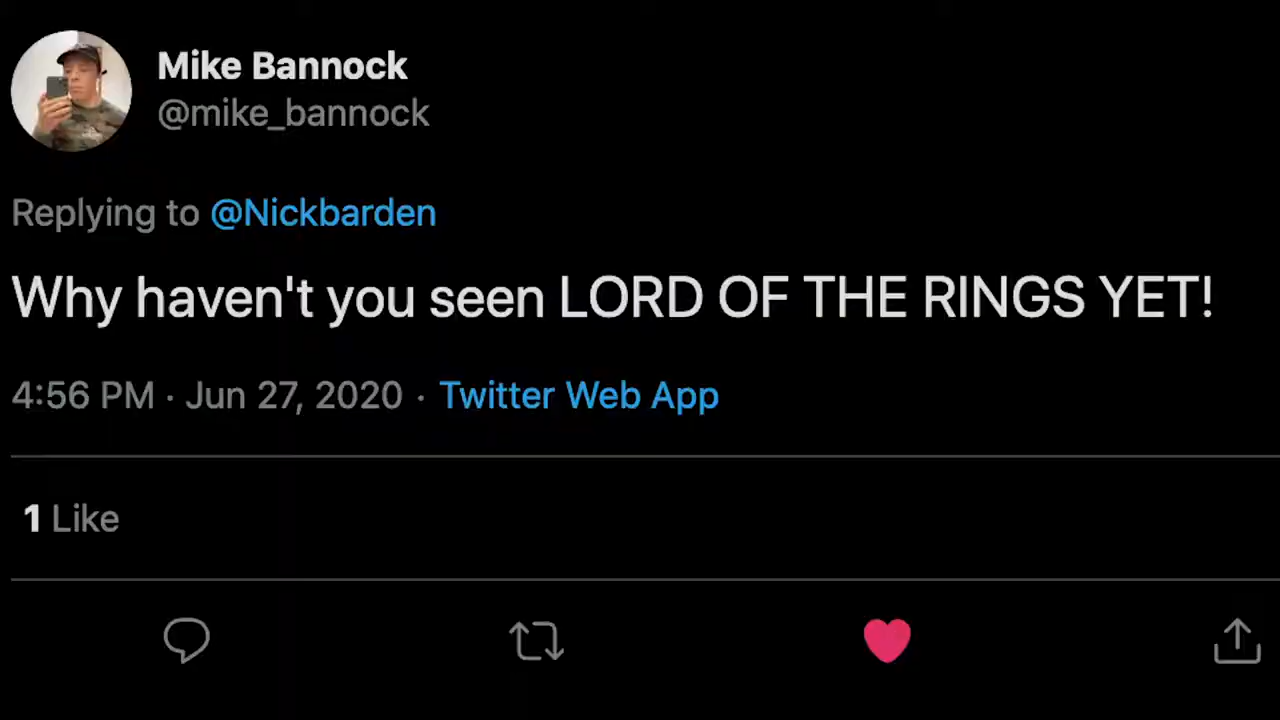 Mike Bannock
@mike_bannock
Replying to @Nickbarden
Why haven't you seen LORD OF THE RINGS YET!
4:56 PM · Jun 27, 2020 · Twitter Web App
1 Like